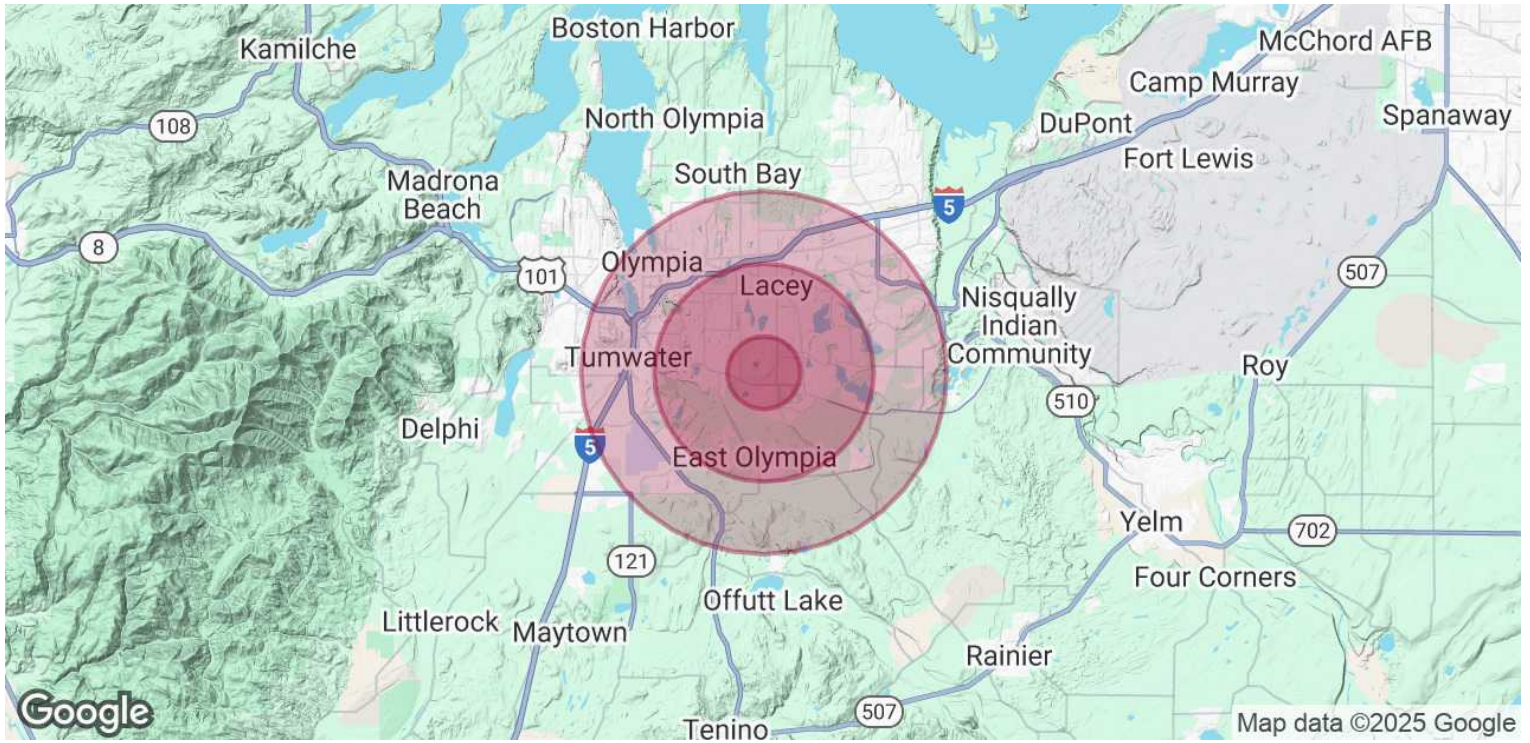 Boston Harbor
Kamilche
McChord AFB
Camp Murray
108
North Olympia
DuPont
Spanaway
Fort Lewis
South Bay
Madrona
Beach
5
8
101
Olympia
507
Lacey
Nisqually
Indian
Community
Tumwater
Roy
510
Delphi
5
East Olympia
Yelm
702
121
Four Corners
Offutt Lake
Littlerock
Maytown
Rainier
507
Tenino
Google
Map data ©2025 Google